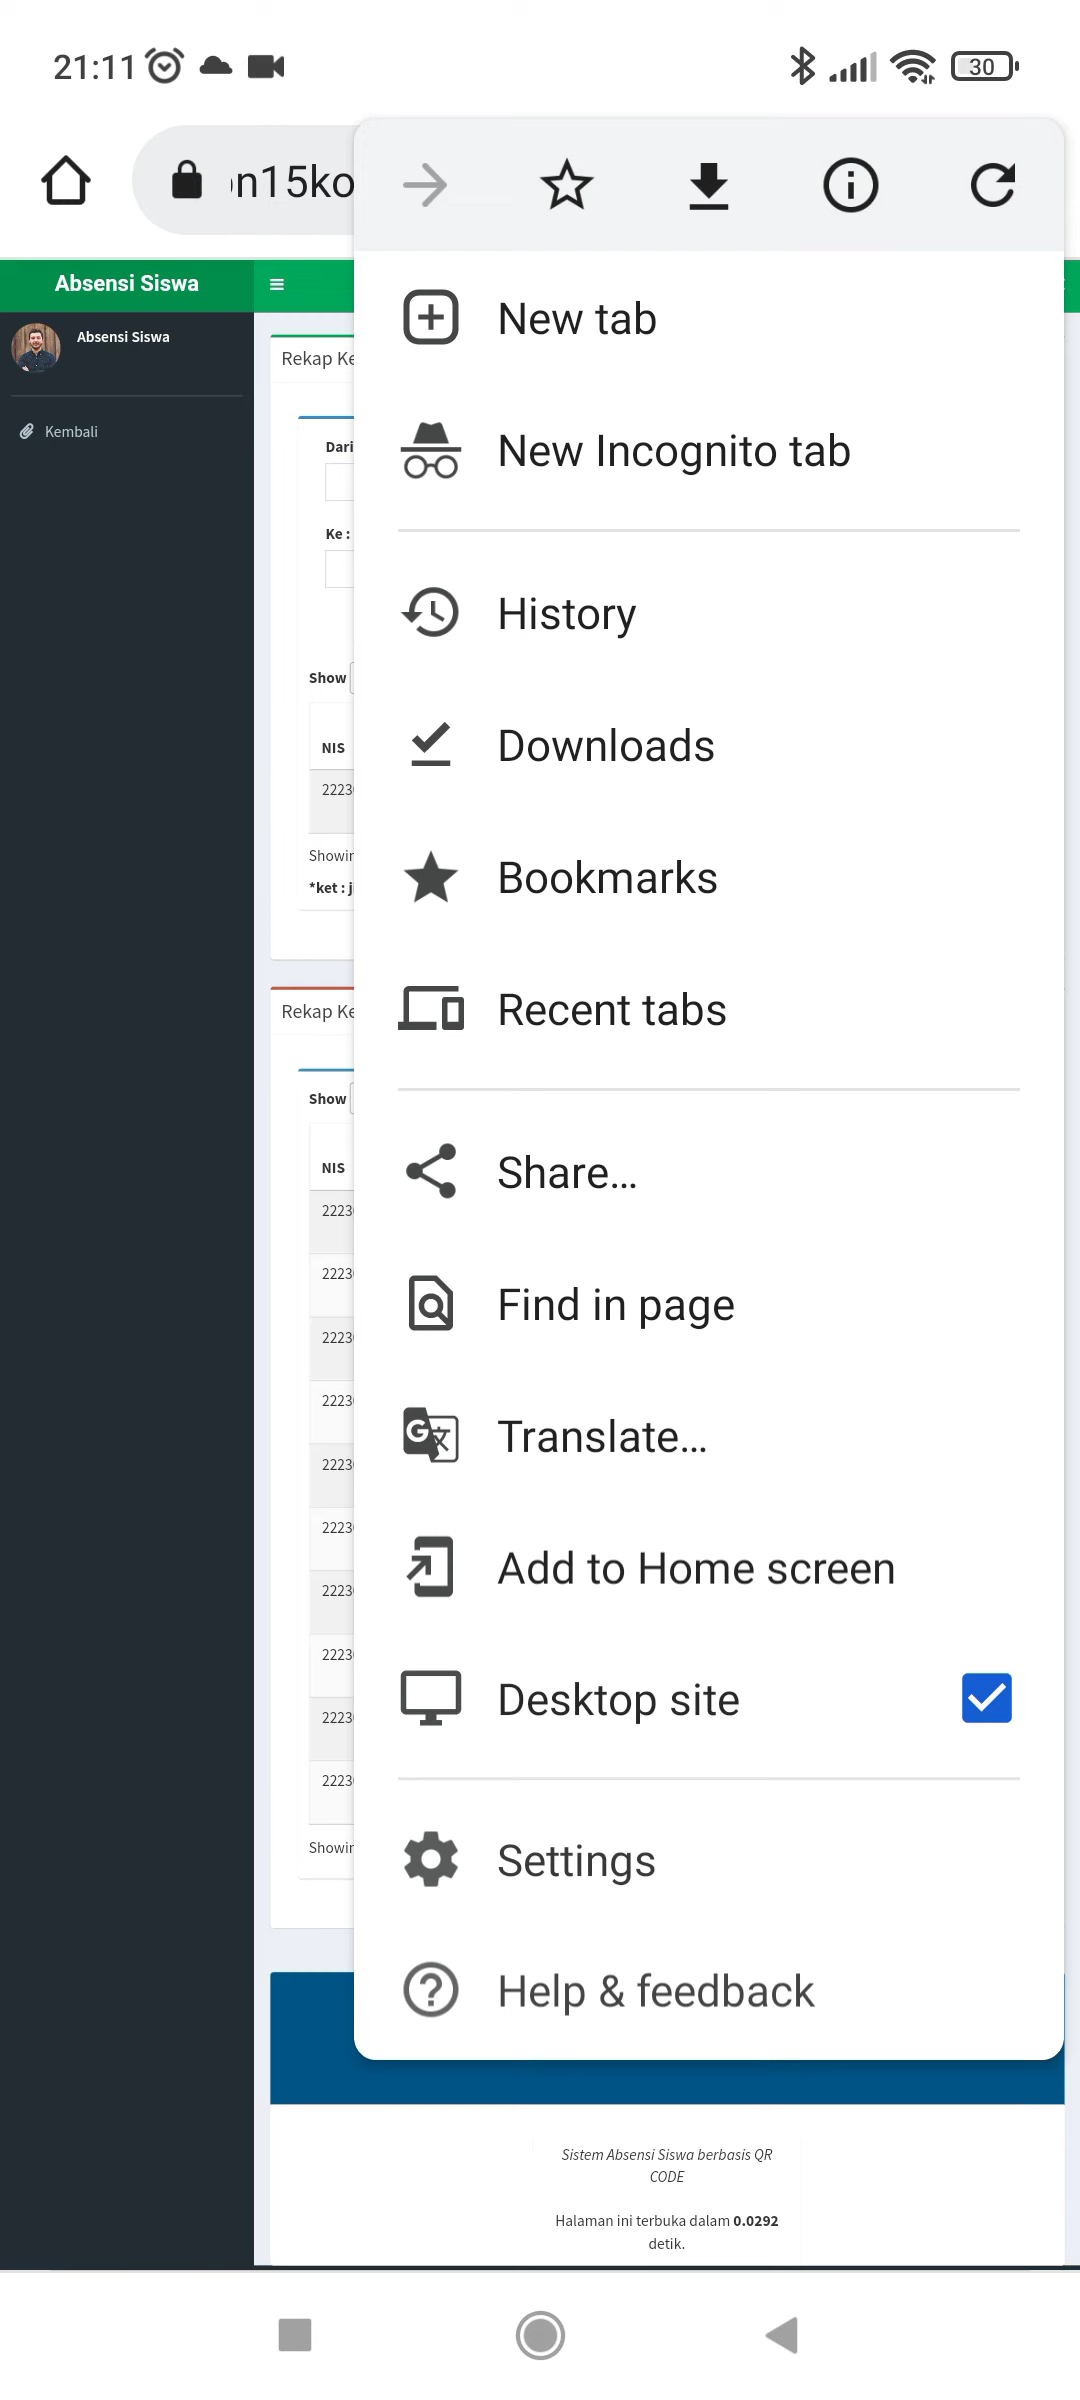 21:11
30
n15ko
Absensi Siswa
Absensi Siswa
Kembali
Rekap Ke
Dari
Ke :
Show
NIS
2223
Showin
*ket : j
Rekap Ke
Show
NIS
2223
2223
2223
2223
2223
2223
2223
2223
2223
2223
Showin
New tab
New Incognito tab
History
Downloads
Bookmarks
Recent tabs
Share...
Find in page
Translate...
Add to Home screen
Desktop site
Settings
Help & feedback
Sistem Absensi Siswa berbasis QR
CODE
Halaman ini terbuka dalam 0.0292
detik.